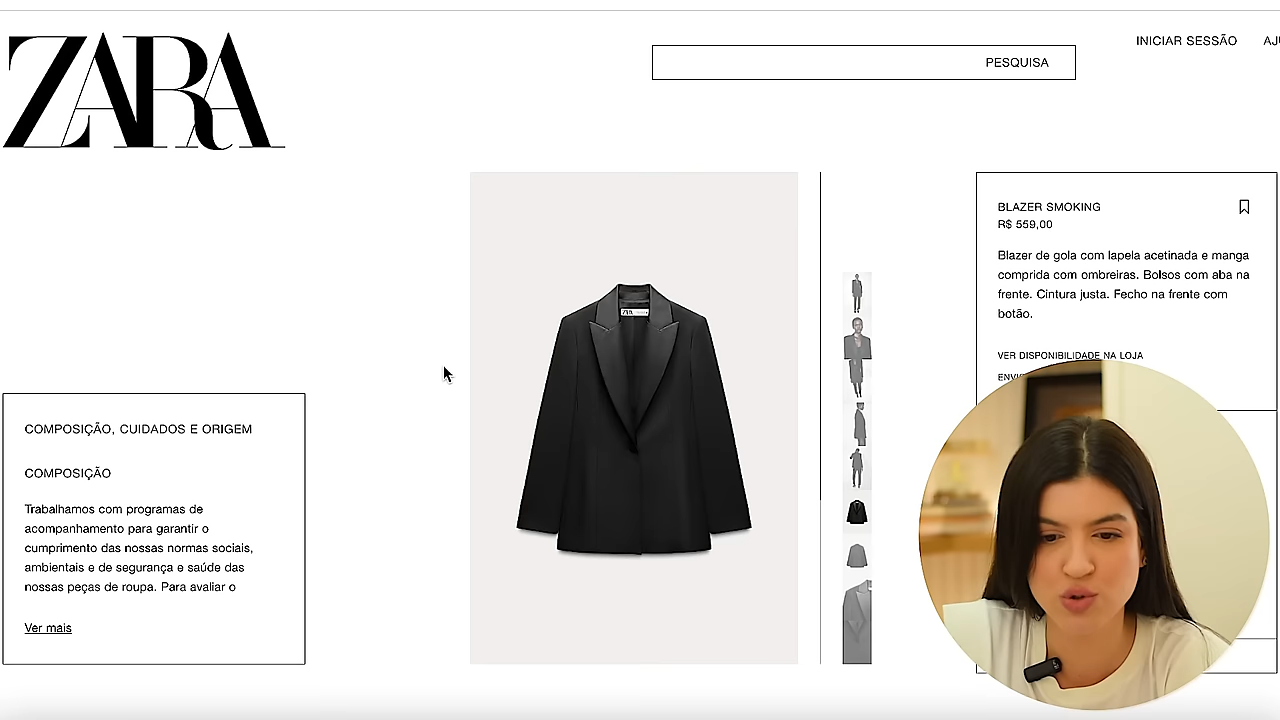 ZARA
PESQUISA
INICIAR SESSÃO
BLAZER SMOKING
R$ 559,00
Blazer de gola com lapela acetinada e manga
comprida com ombreiras. Bolsos com aba na
frente. Cintura justa. Fecho na frente com
botão.
VER DISPONIBILIDADE NA LOJA
COMPOSIÇÃO, CUIDADOS E ORIGEM
COMPOSIÇÃO
Trabalhamos com programas de
acompanhamento para garantir o
cumprimento das nossas normas sociais,
ambientais e de segurança e saúde das
nossas peças de roupa. Para avaliar o
Ver mais
ZARA